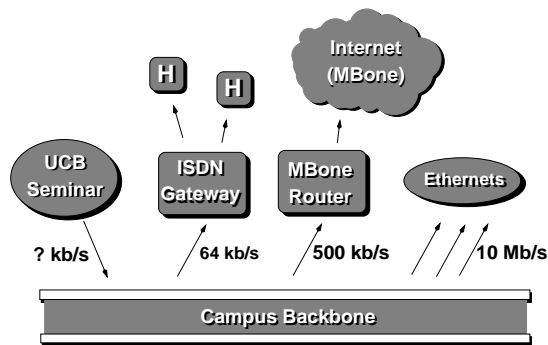 Internet
(MBone)
H
H
UCB
Seminar
ISDN
Gateway
MBone
Router
Ethernets
? kb/s
64 kb/s
500 kb/s
10 Mb/s
Campus Backbone